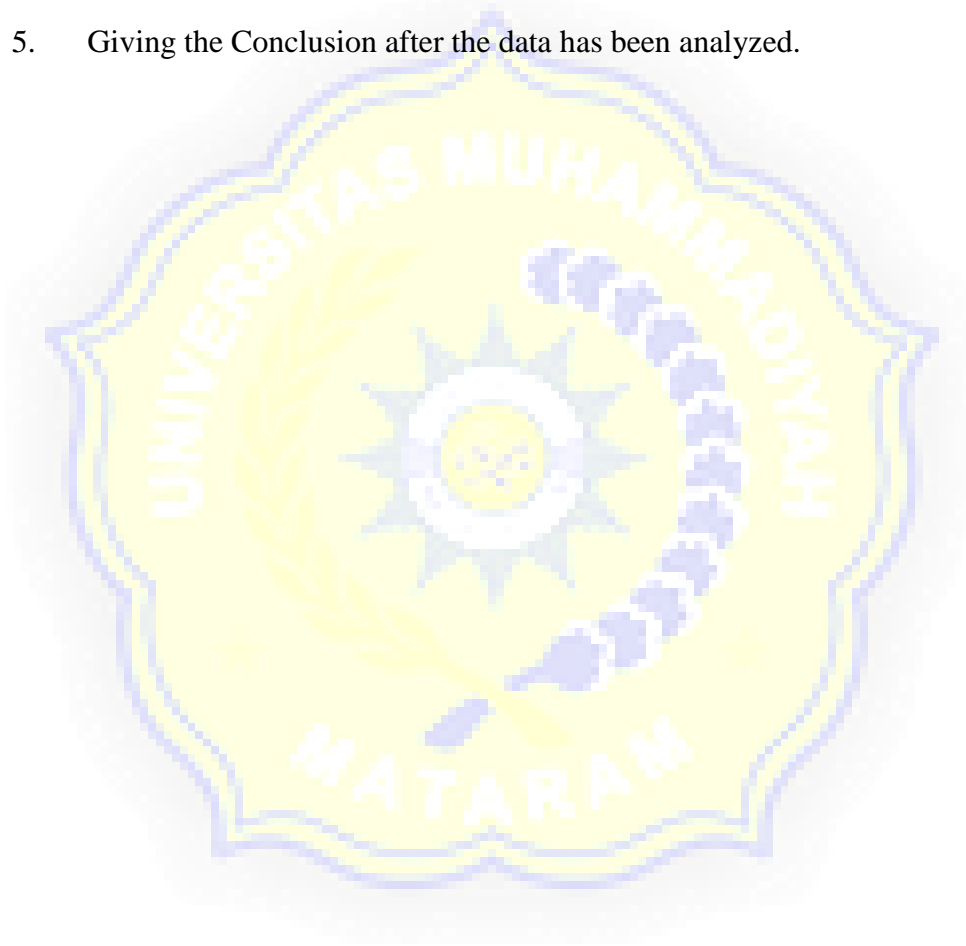 5. Giving the Conclusion after the data has been analyzed.
UNIVERSITAS MUHAMMADIYAH
MATARAM